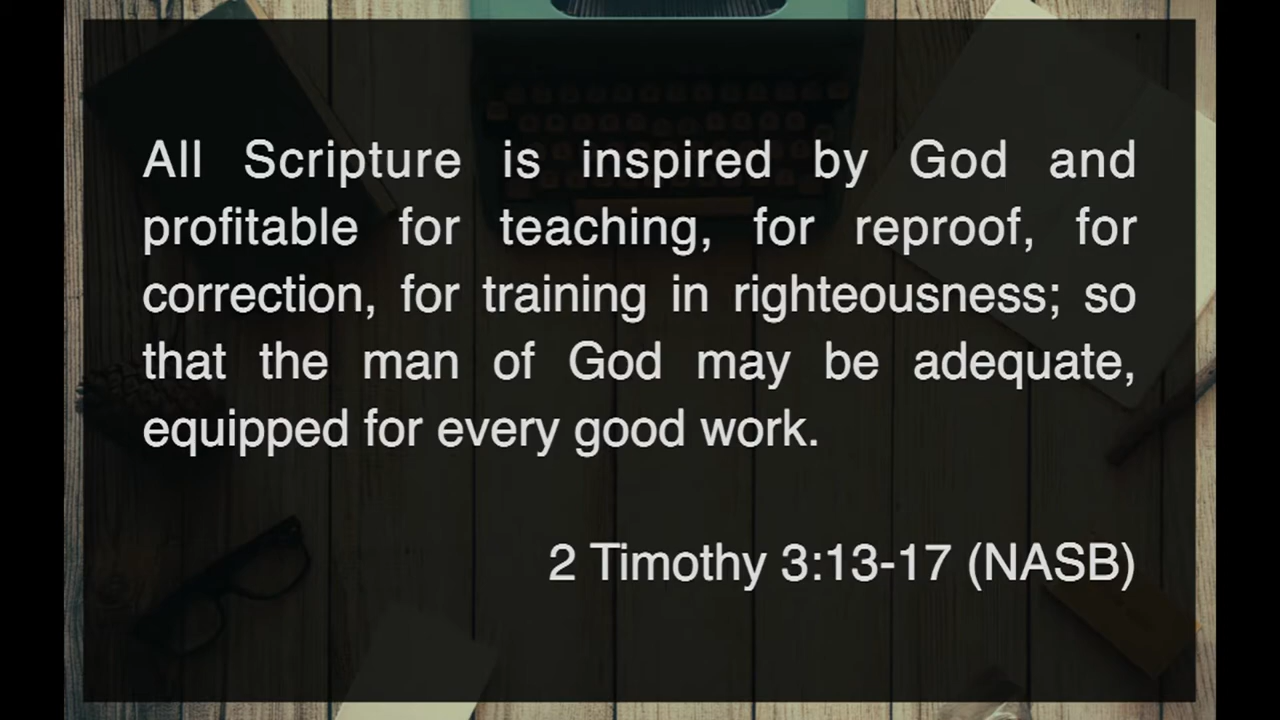 All Scripture is inspired by God and
profitable for teaching, for reproof, for
correction, for training in righteousness; so
that the man of God may be adequate,
equipped for every good work.
2 Timothy 3:13-17 (NASB)